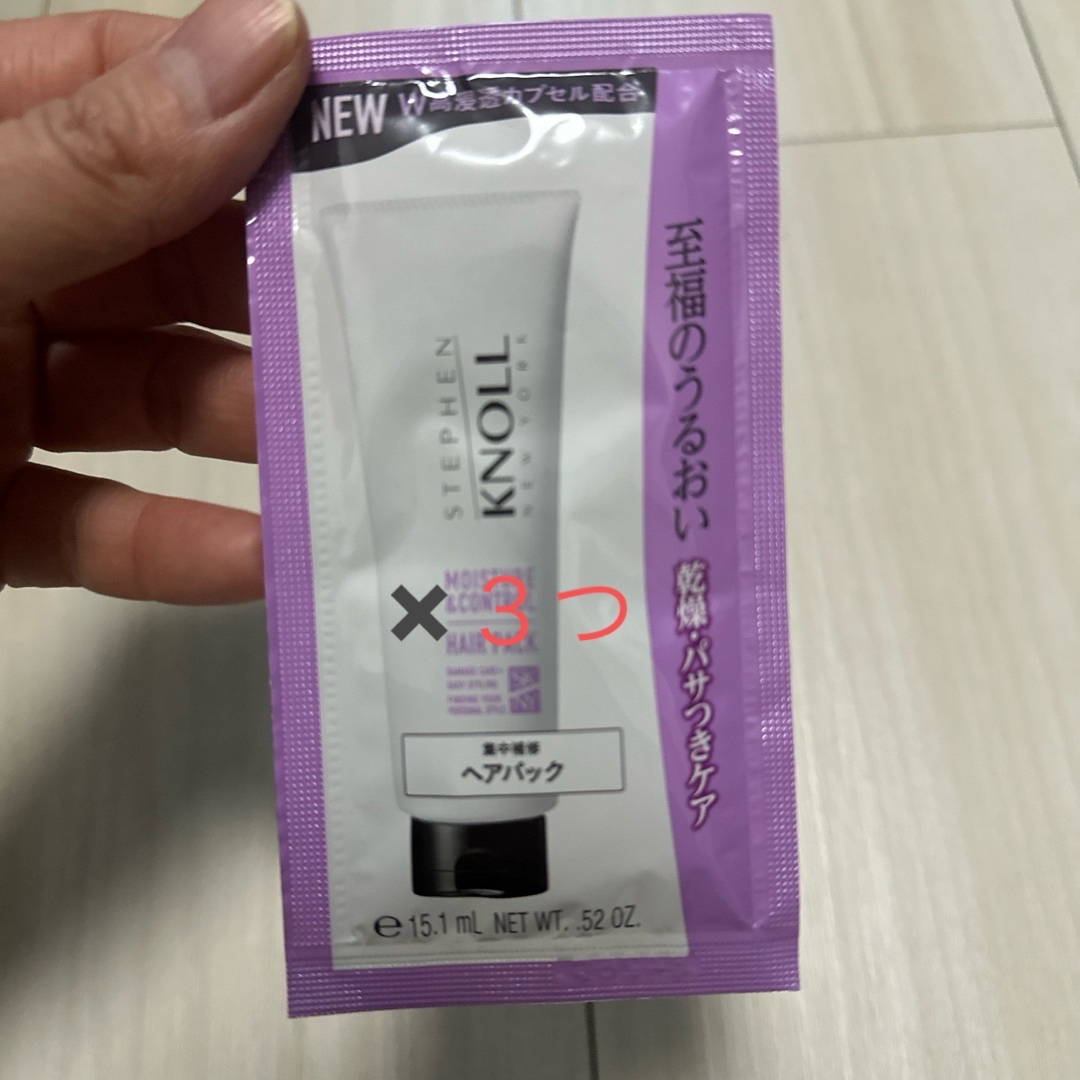 NEW W高浸透カプセル配合
至福のうるおい 乾燥・パサつきケア
STEPHEN
KNOLL
NEW YORK
MOISTURE
&CONTROL
HAIR PACK
✖３つ
集中補修
ヘアパック
e 15.1 mL NET WT. .52 OZ.